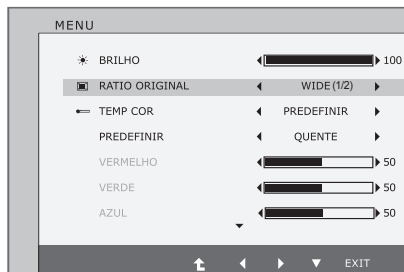 MENU
BRILHO 100
RATIO ORIGINAL WIDE (1/2)
TEMP COR PREDEFINIR
PREDEFINIR QUENTE
VERMELHO 50
VERDE 50
AZUL 50
EXIT